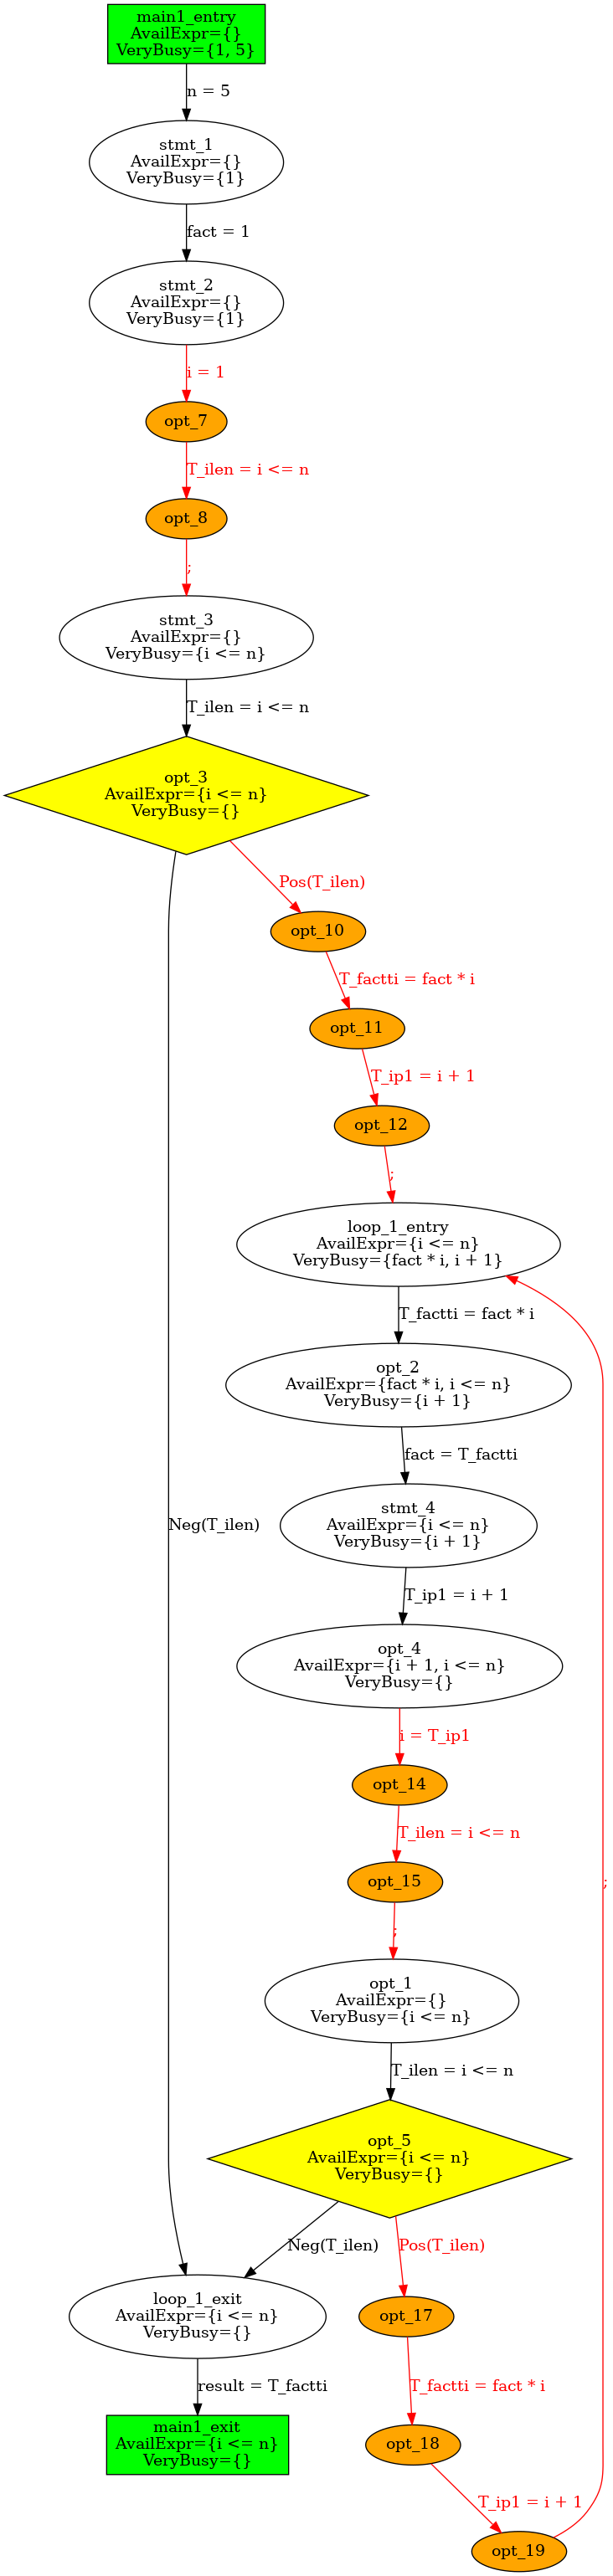 main1_entry
AvailExpr={}
VeryBusy={1, 5}
n = 5
stmt_1
AvailExpr={}
VeryBusy={1}
fact = 1
stmt_2
AvailExpr={}
VeryBusy={1}
i = 1
opt_7
T_ilen = i <= n
opt_8
;
stmt_3
AvailExpr={}
VeryBusy={i <= n}
T_ilen = i <= n
opt_3
AvailExpr={i <= n}
VeryBusy={}
Pos(T_ilen)
opt_10
T_factti = fact * i
opt_11
T_ip1 = i + 1
opt_12
;
loop_1_entry
AvailExpr={i <= n}
VeryBusy={fact * i, i + 1}
T_factti = fact * i
opt_2
AvailExpr={fact * i, i <= n}
VeryBusy={i + 1}
fact = T_factti
stmt_4
AvailExpr={i <= n}
VeryBusy={i + 1}
Neg(T_ilen)
T_ip1 = i + 1
opt_4
AvailExpr={i + 1, i <= n}
VeryBusy={}
i = T_ip1
opt_14
T_ilen = i <= n
opt_15
;
;
opt_1
AvailExpr={}
VeryBusy={i <= n}
T_ilen = i <= n
opt_5
AvailExpr={i <= n}
VeryBusy={}
Neg(T_ilen)
Pos(T_ilen)
loop_1_exit
AvailExpr={i <= n}
VeryBusy={}
opt_17
result = T_factti
T_factti = fact * i
main1_exit
AvailExpr={i <= n}
VeryBusy={}
opt_18
T_ip1 = i + 1
opt_19